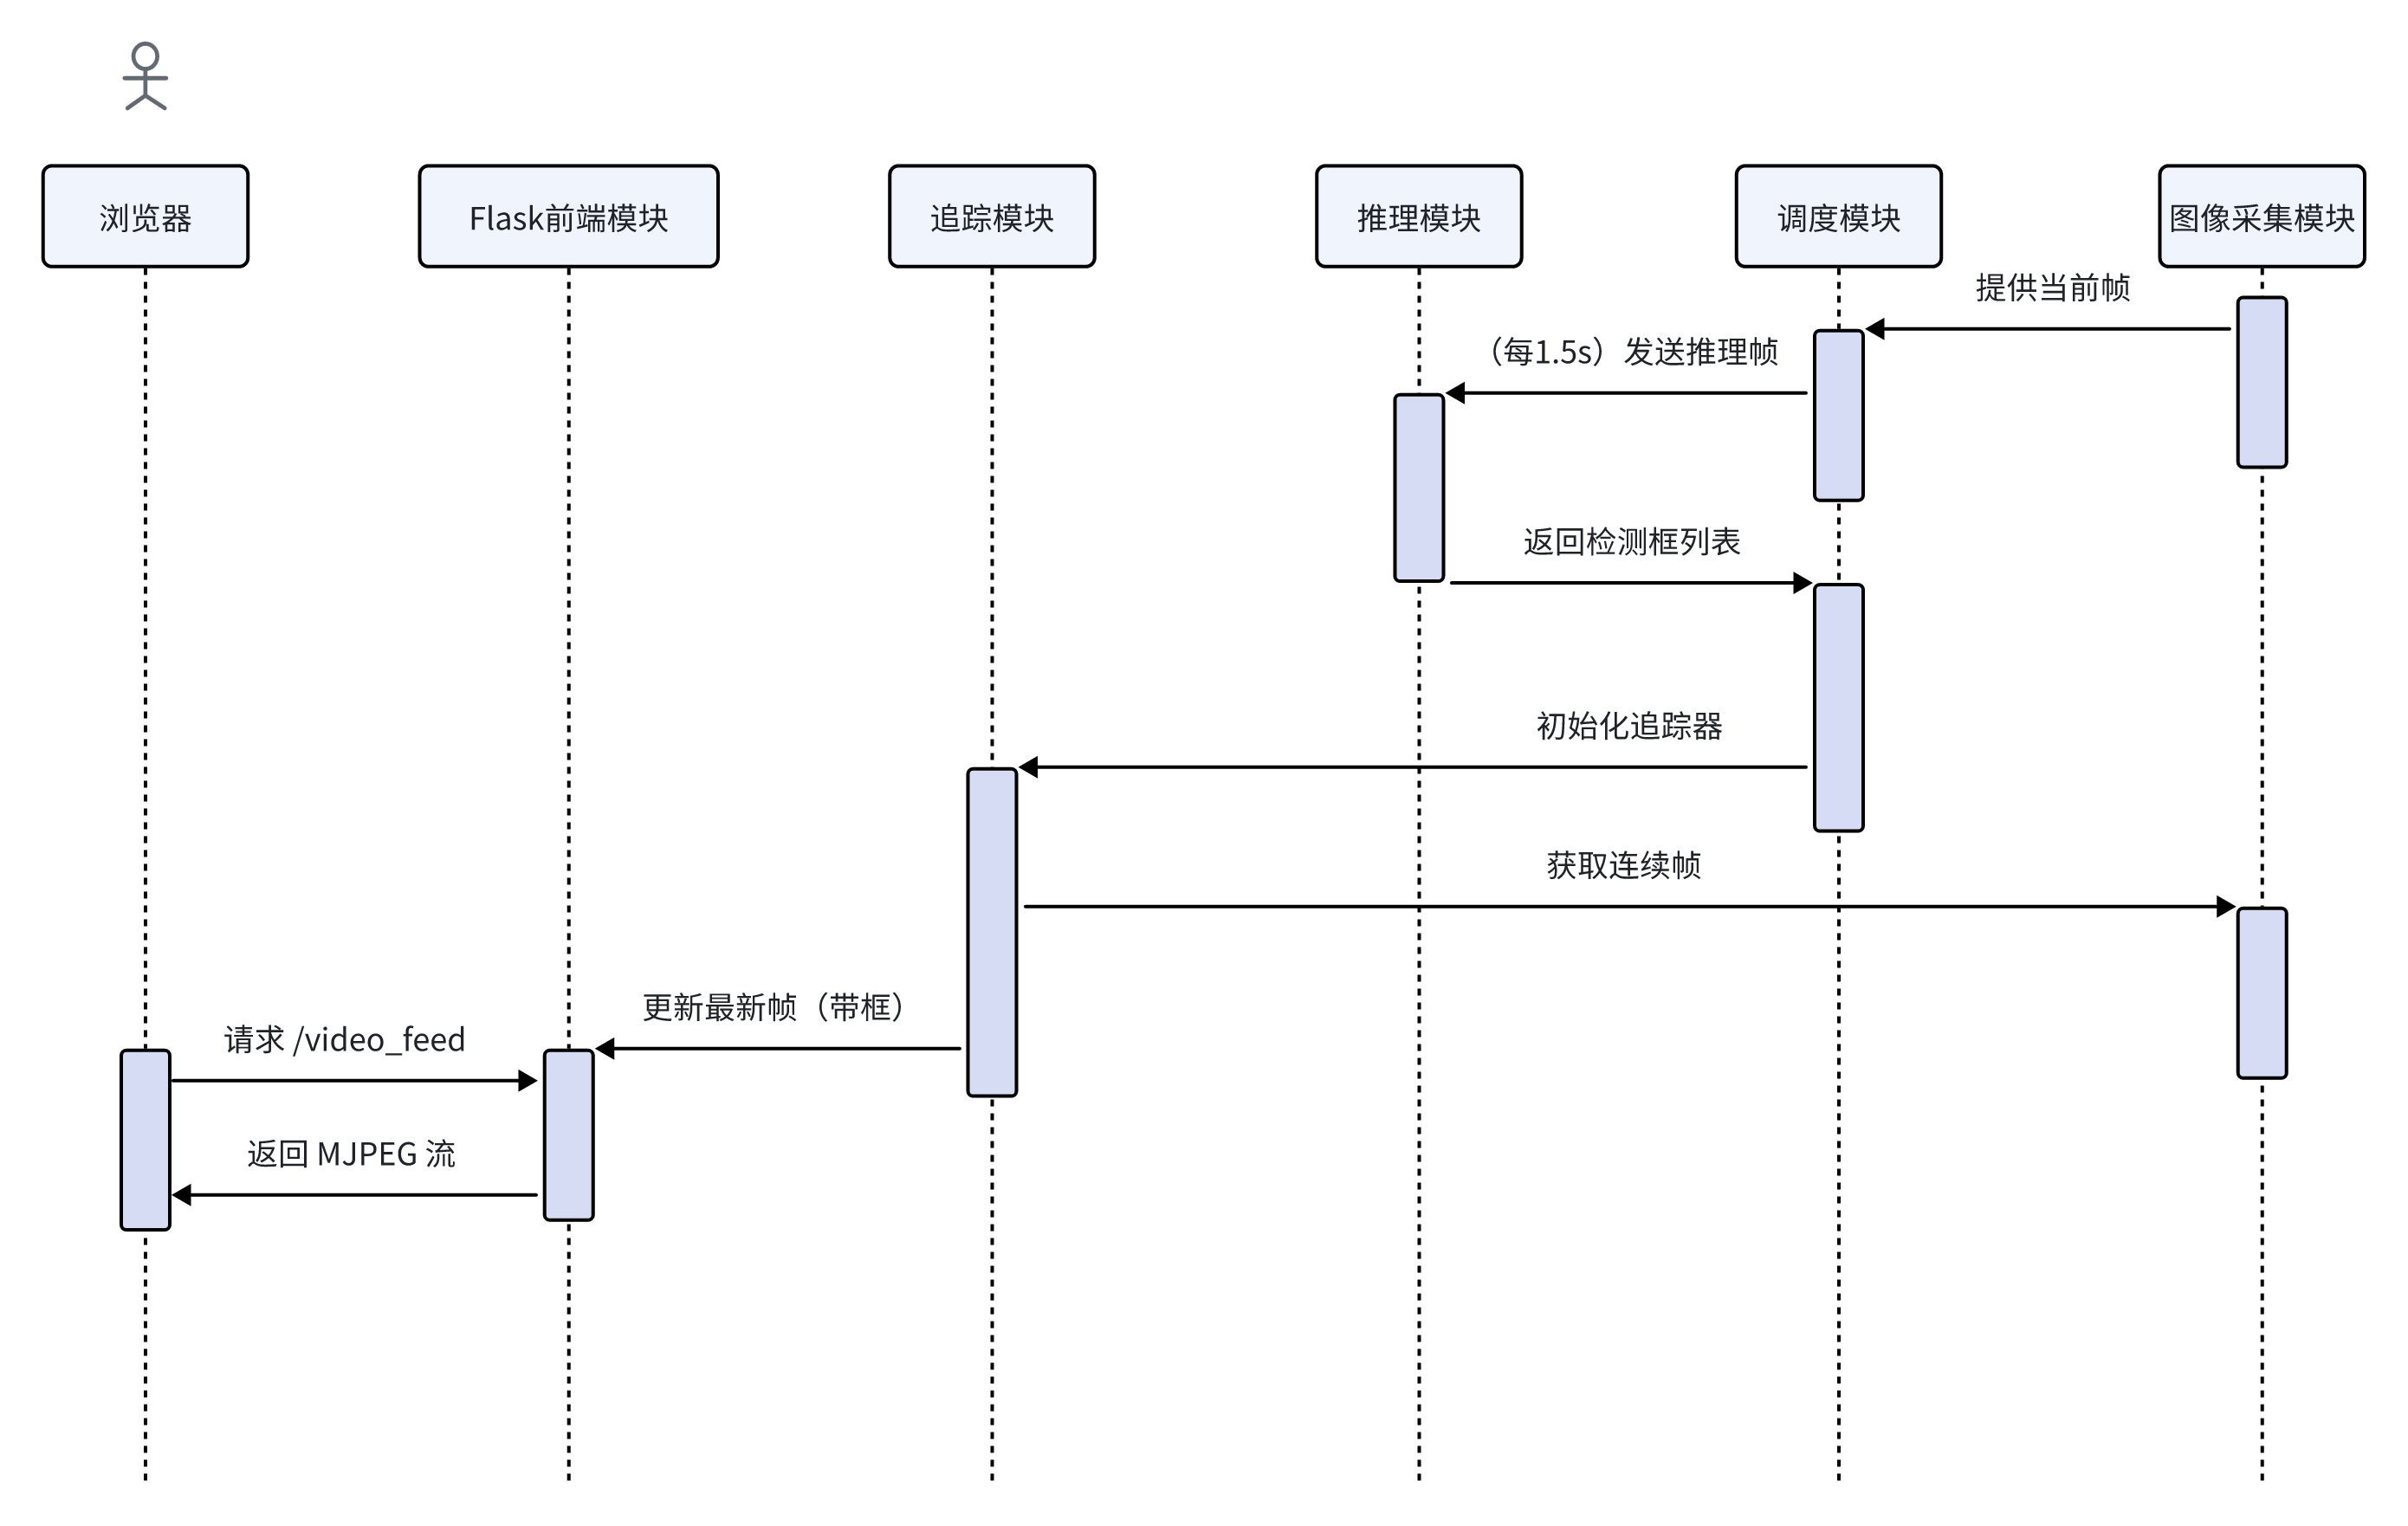 浏览器
Flask前端模块
追踪模块
推理模块
调度模块
图像采集模块
提供当前帧
（每1.5s）发送推理帧
返回检测框列表
初始化追踪器
获取连续帧
更新最新帧（带框）
请求 /video_feed
返回 MJPEG 流